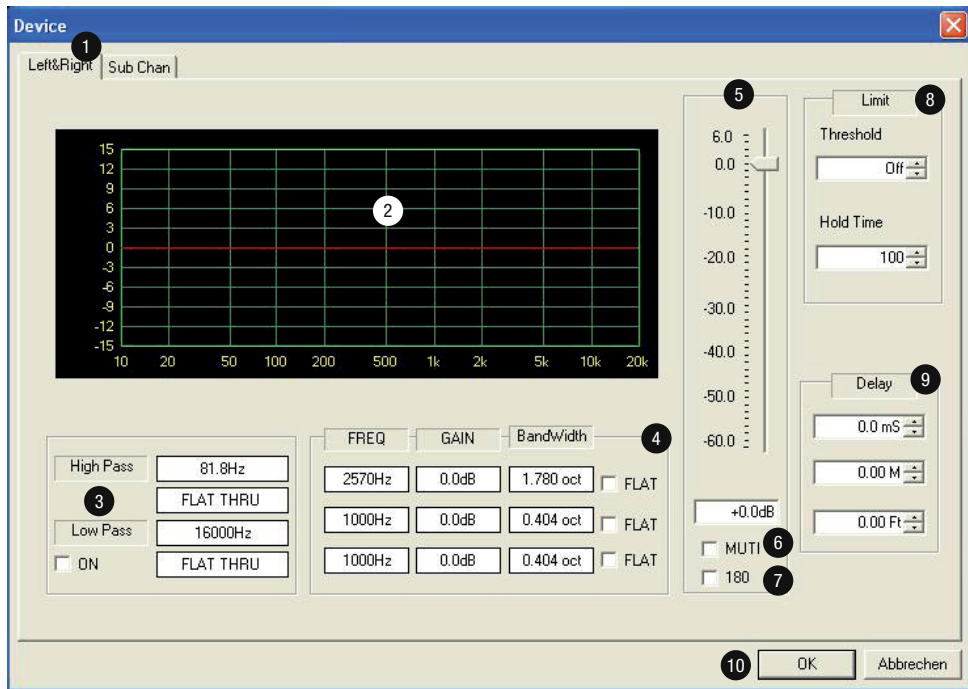 Device
1
Left&Right Sub Chan
15
12
9
6
3
0
-3
-6
-9
-12
-15
10 20 50 100 200 500 1k 2k 5k 10k 20k
2
High Pass 81.8Hz
FLAT THRU
3
Low Pass 16000Hz
ON FLAT THRU
FREQ GAIN BandWidth 4
2570Hz 0.0dB 1.780 oct FLAT
1000Hz 0.0dB 0.404 oct FLAT
1000Hz 0.0dB 0.404 oct FLAT
5
6.0
0.0
-10.0
-20.0
-30.0
-40.0
-50.0
-60.0
+0.0dB
MUTI 6
180 7
Limit 8
Threshold
Off
Hold Time
100
Delay 9
0.0 mS
0.00 M
0.00 Ft
10 OK Abbrechen